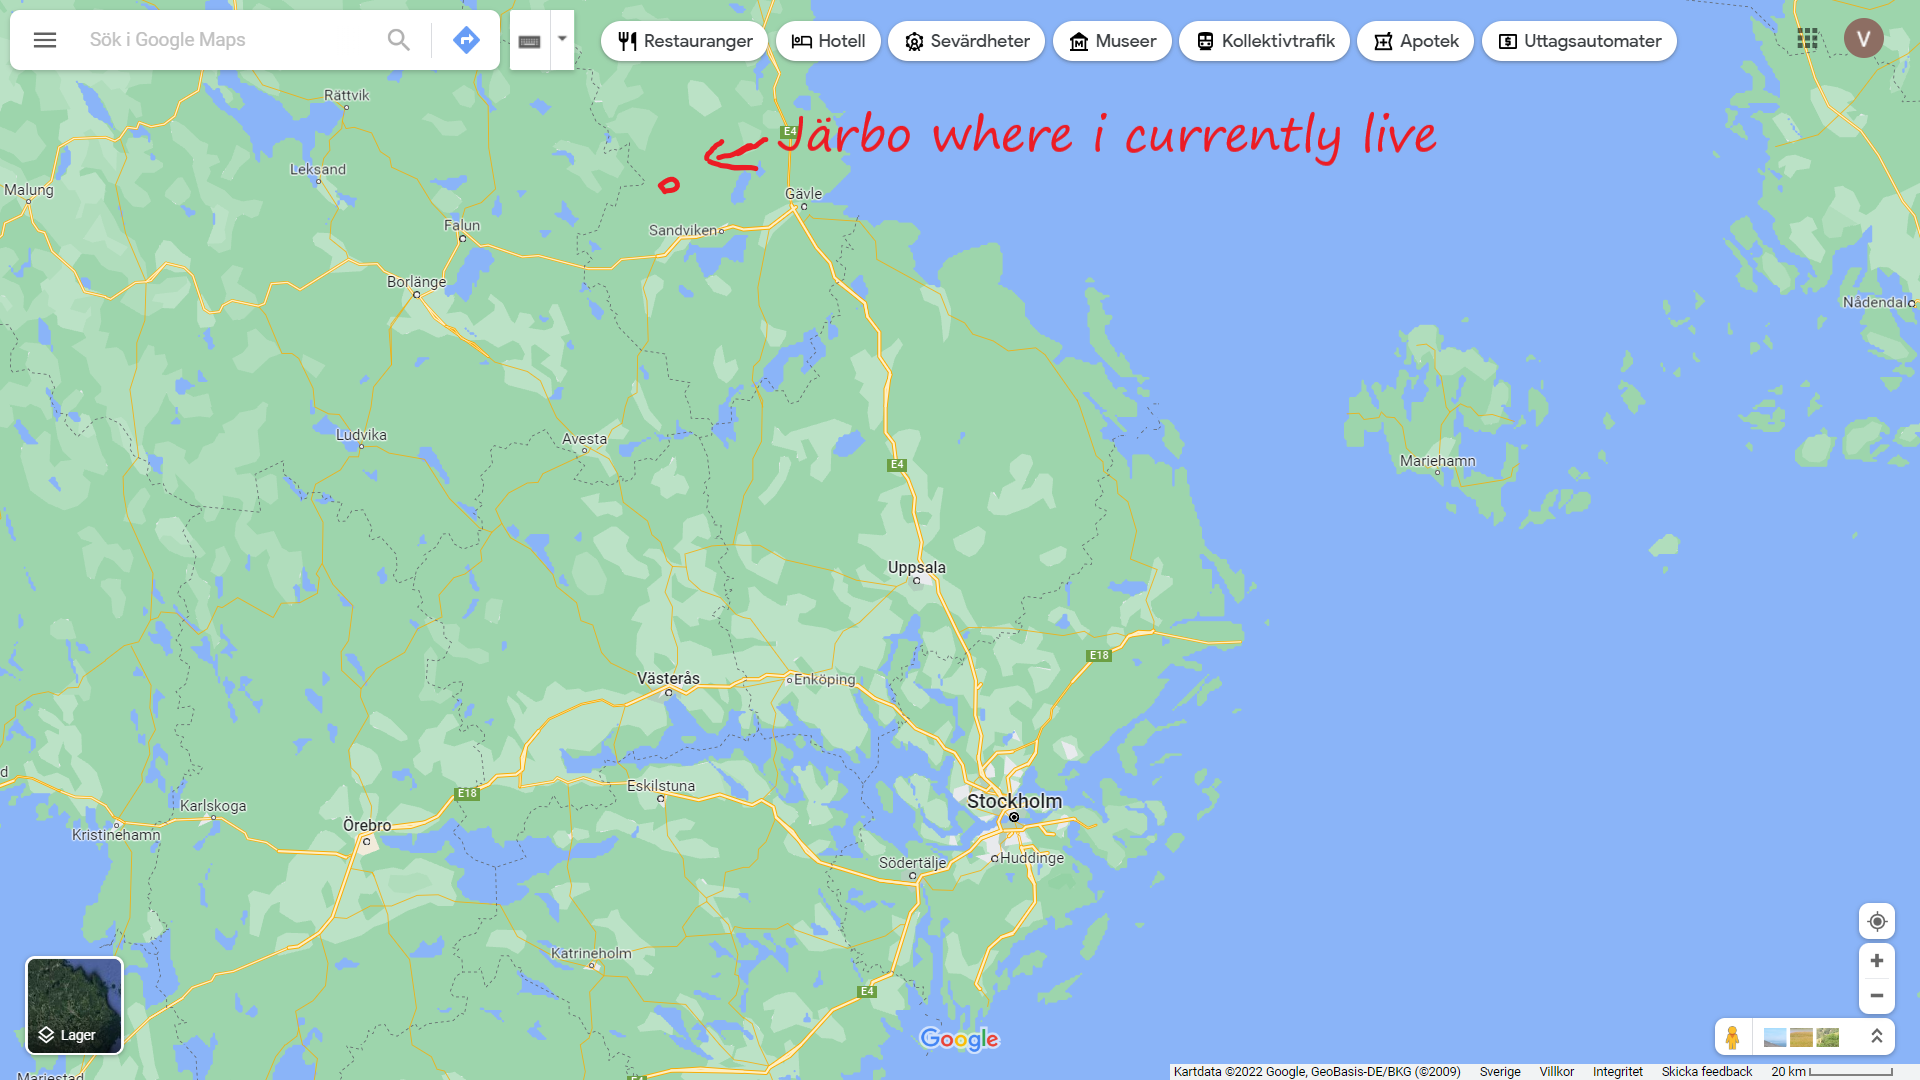 Sök i Google Maps
Restauranger
Hotell
Sevärdheter
Museer
Kollektivtrafik
Apotek
Uttagsautomater
V
Rättvik
E4
Järbo where i currently live
Leksand
Malung
Gävle
Falun
Sandviken
Borlänge
Nådendal
Ludvika
Avesta
Mariehamn
E4
Uppsala
E18
Västerås
Enköping
d
Eskilstuna
E18
Stockholm
Karlskoga
Örebro
Kristinehamn
Huddinge
Södertälje
Katrineholm
E4
Lager
Google
Mariestad
E4
Kartdata ©2022 Google, GeoBasis-DE/BKG (©2009) Sverige Villkor Integritet Skicka feedback 20 km